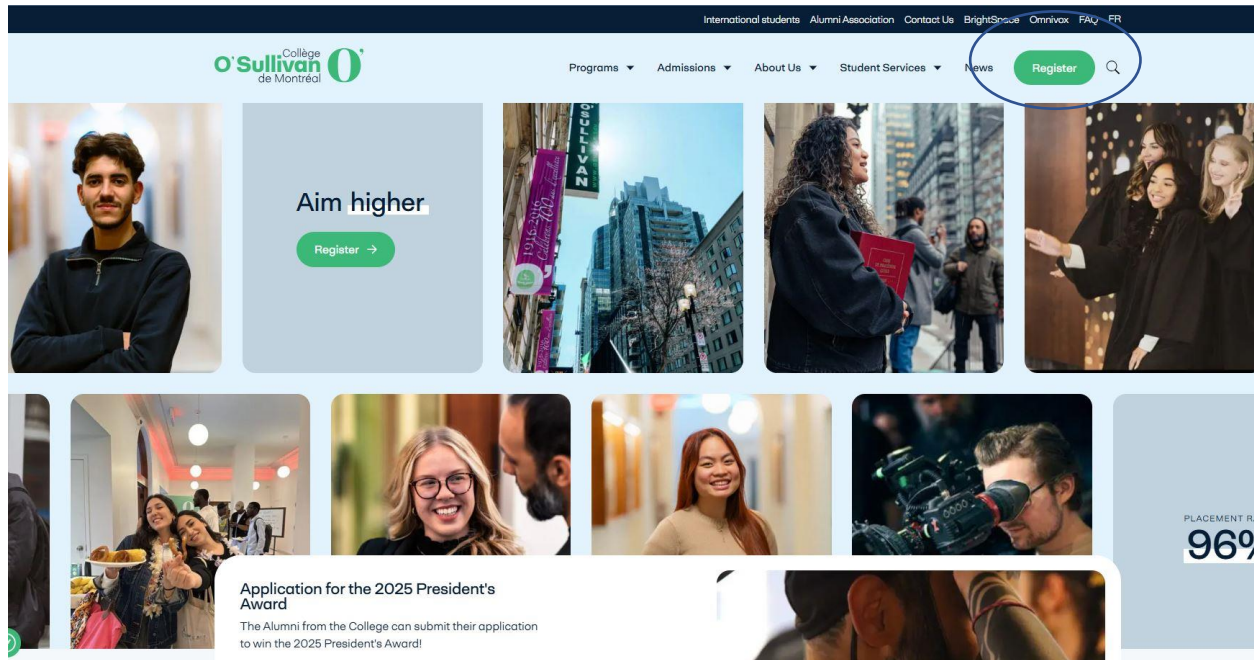 International students Alumni Association Contact Us BrightSpace Omnivox FAQ FR
Collège
O'Sullivan
de Montréal
O'
Programs Admissions About Us Student Services News Register
Aim higher
Register →
O'SULLIVAN
1916-2016
PLACEMENT
96%
Application for the 2025 President's
Award
The Alumni from the College can submit their application
to win the 2025 President's Award!